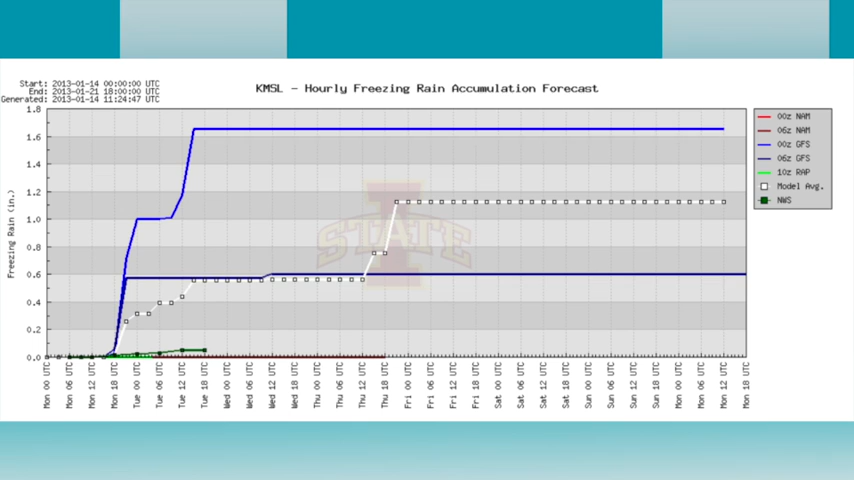 Start: 2013-01-14 00:00:00 UTC
End: 2013-01-21 18:00:00 UTC
Generated: 2013-01-14 11:24:47 UTC
KMSL - Hourly Freezing Rain Accumulation Forecast
Freezing Rain (in.)
1.8
1.6
1.4
1.2
1.0
0.8
0.6
0.4
0.2
0.0
I
STATE
00z NAM
06z NAM
00z GFS
06z GFS
10z RAP
Model Avg.
NWS
Mon 00 UTC
Mon 06 UTC
Mon 12 UTC
Mon 18 UTC
Tue 00 UTC
Tue 06 UTC
Tue 12 UTC
Tue 18 UTC
Wed 00 UTC
Wed 06 UTC
Wed 12 UTC
Wed 18 UTC
Thu 00 UTC
Thu 06 UTC
Thu 12 UTC
Thu 18 UTC
Fri 00 UTC
Fri 06 UTC
Fri 12 UTC
Fri 18 UTC
Sat 00 UTC
Sat 06 UTC
Sat 12 UTC
Sat 18 UTC
Sun 00 UTC
Sun 06 UTC
Sun 12 UTC
Sun 18 UTC
Mon 00 UTC
Mon 06 UTC
Mon 12 UTC
Mon 18 UTC